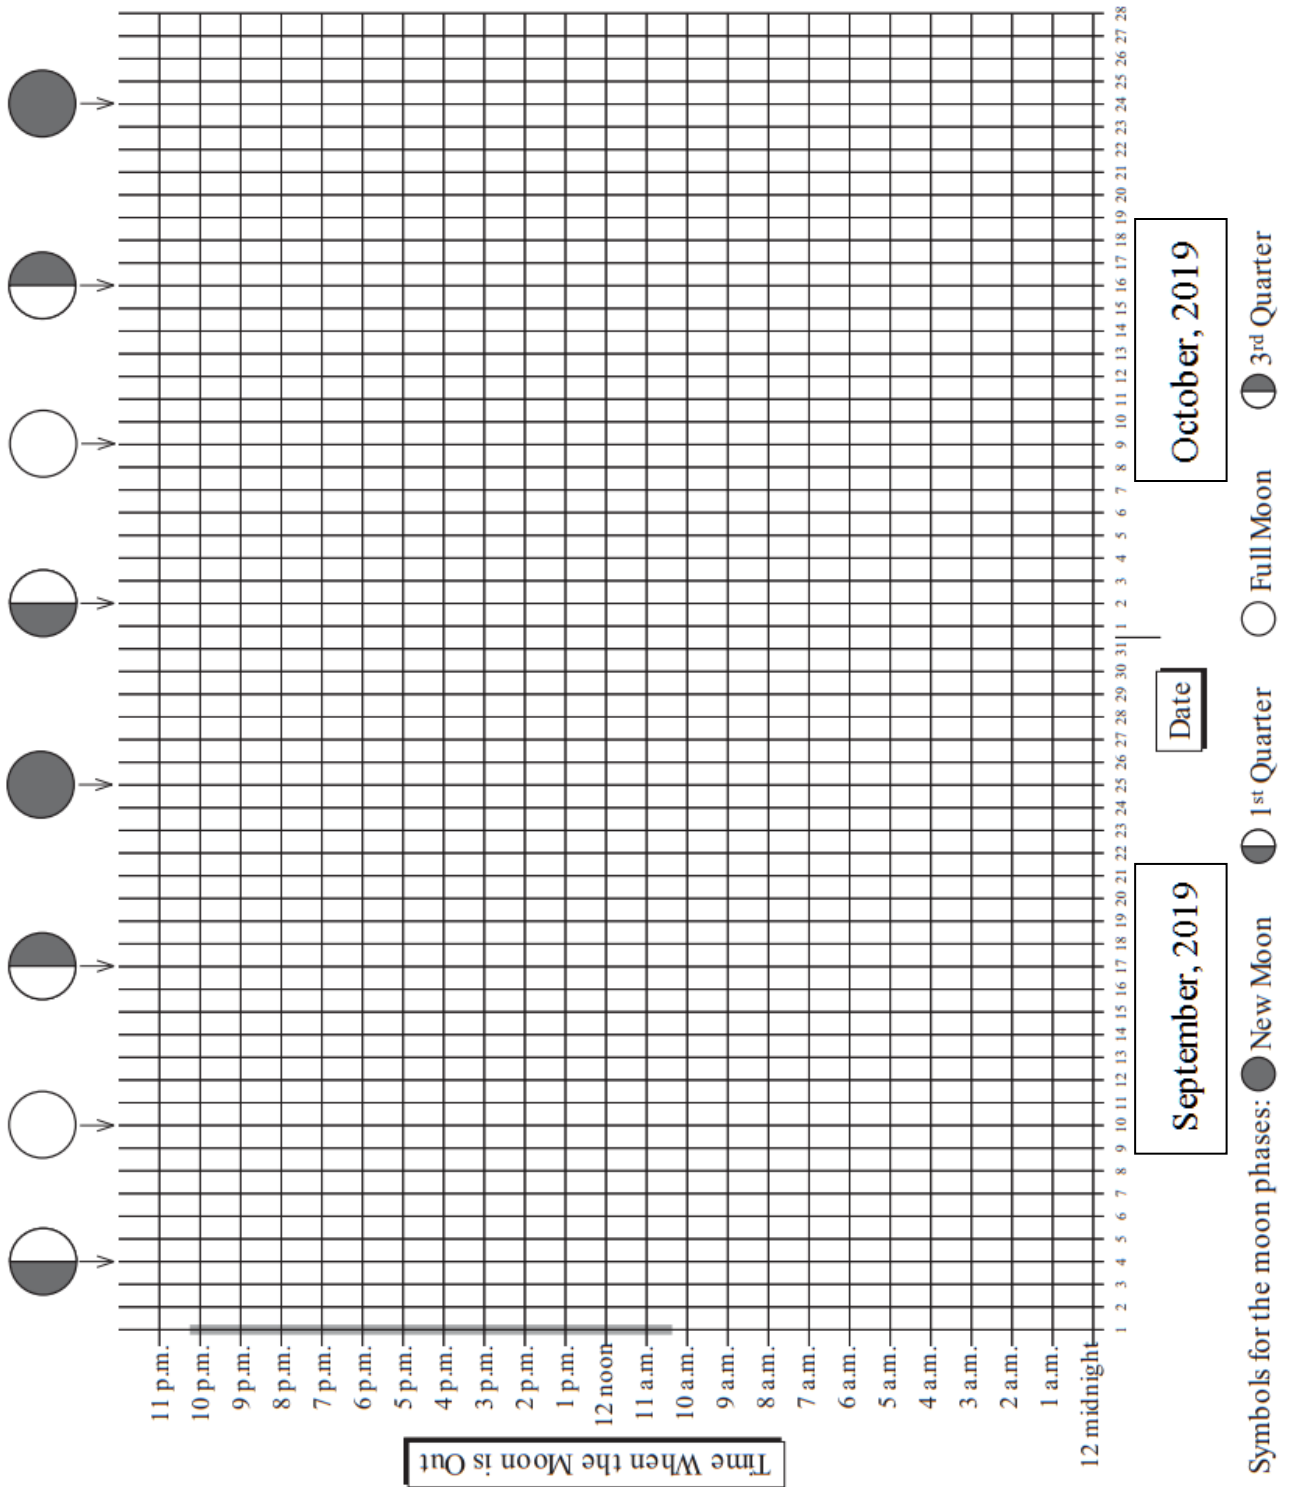 11 p.m.
10 p.m.
9 p.m.
8 p.m.
7 p.m.
6 p.m.
5 p.m.
4 p.m.
3 p.m.
2 p.m.
1 p.m.
12 noon
11 a.m.
10 a.m.
9 a.m.
8 a.m.
7 a.m.
6 a.m.
5 a.m.
4 a.m.
3 a.m.
2 a.m.
1 a.m.
12 midnight
Time When the Moon is Out
1 2 3 4 5 6 7 8 9 10 11 12 13 14 15 16 17 18 19 20 21 22 23 24 25 26 27 28 29 30 31 1 2 3 4 5 6 7 8 9 10 11 12 13 14 15 16 17 18 19 20 21 22 23 24 25 26 27 28
September, 2019
Date
October, 2019
Symbols for the moon phases: New Moon 1st Quarter Full Moon 3rd Quarter